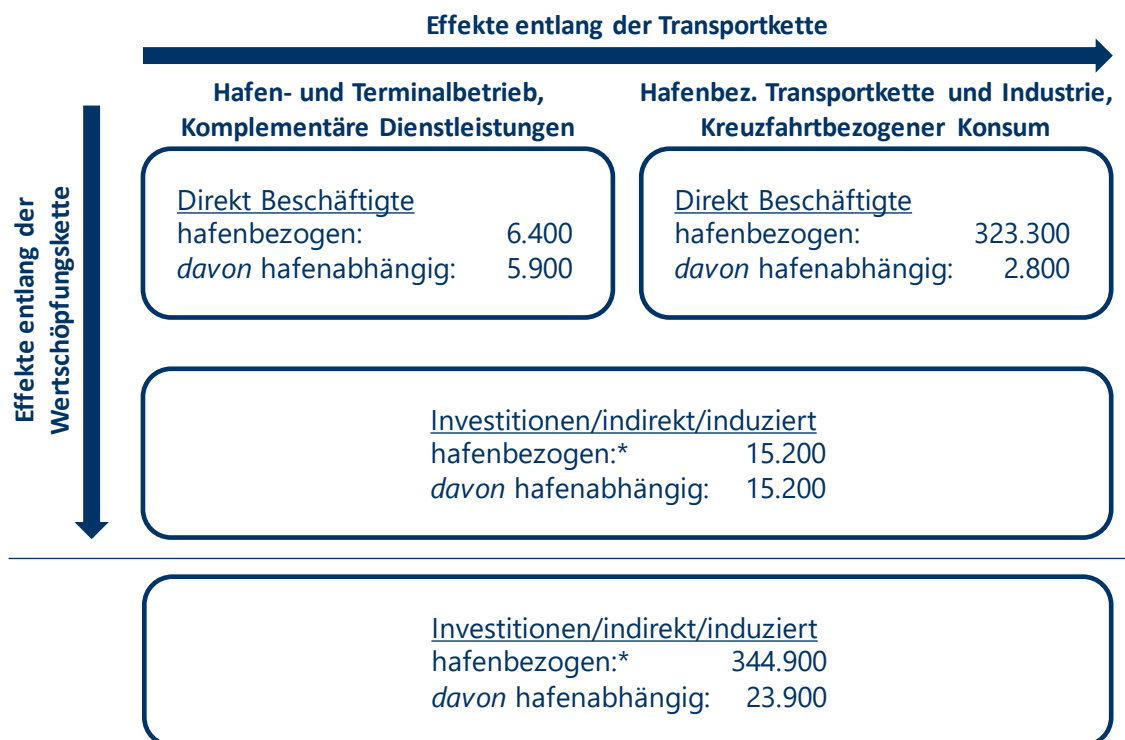 Effekte entlang der Transportkette
Hafen- und Terminalbetrieb,
Komplementäre Dienstleistungen
Hafenbez. Transportkette und Industrie,
Kreuzfahrtbezogener Konsum
Effekte entlang der
Wertschöpfungskette
Direkt Beschäftigte
hafenbezogen: 6.400
davon hafenabhängig: 5.900
Direkt Beschäftigte
hafenbezogen: 323.300
davon hafenabhängig: 2.800
Investitionen/indirekt/induziert
hafenbezogen:* 15.200
davon hafenabhängig: 15.200
Investitionen/indirekt/induziert
hafenbezogen:* 344.900
davon hafenabhängig: 23.900